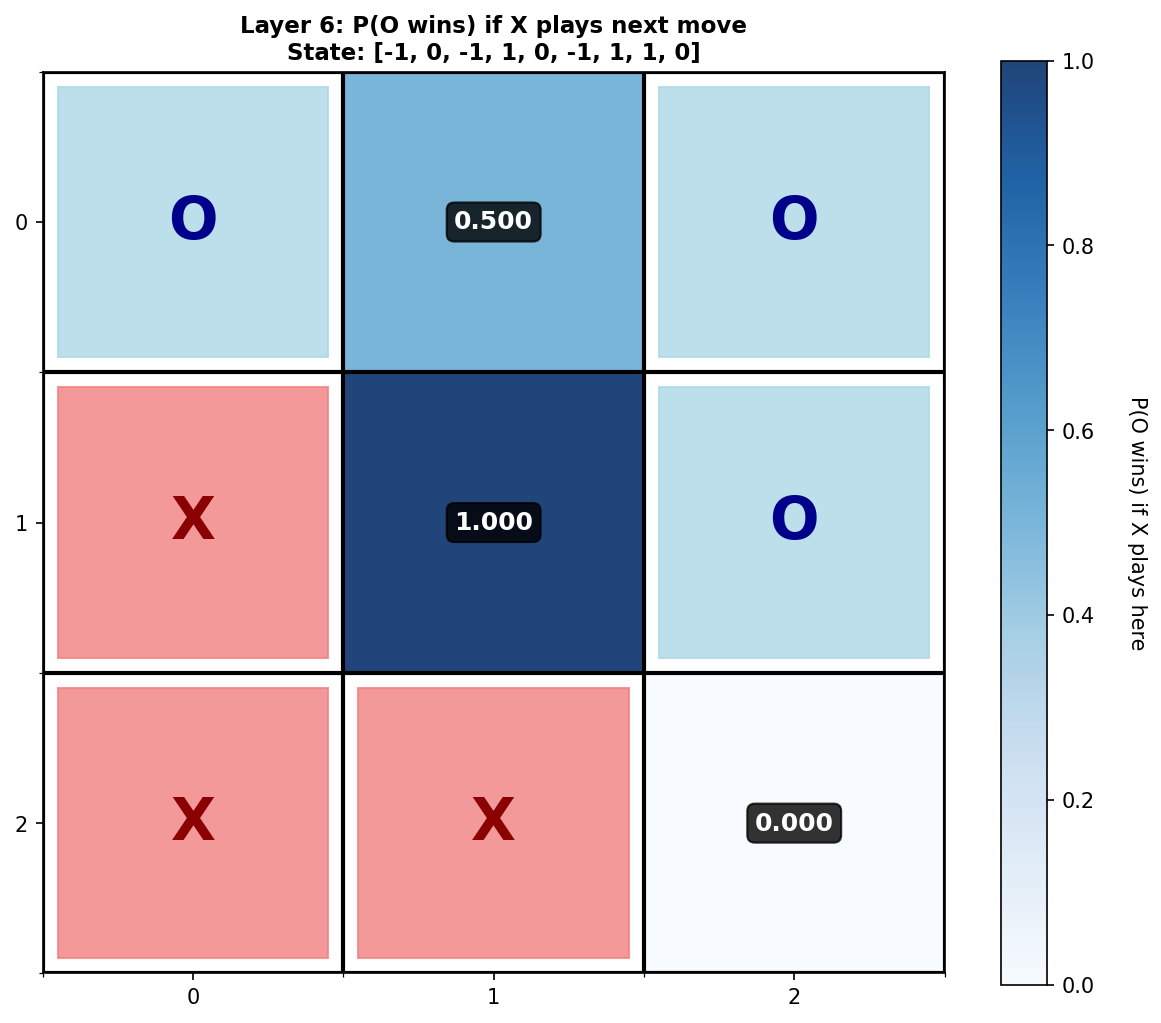 Layer 6: P(O wins) if X plays next move
State: [-1, 0, -1, 1, 0, -1, 1, 1, 0]
O
0.500
O
X
1.000
O
X
X
0.000
0
1
2
0
1
2
1.0
0.8
0.6
0.4
0.2
0.0
P(O wins) if X plays here